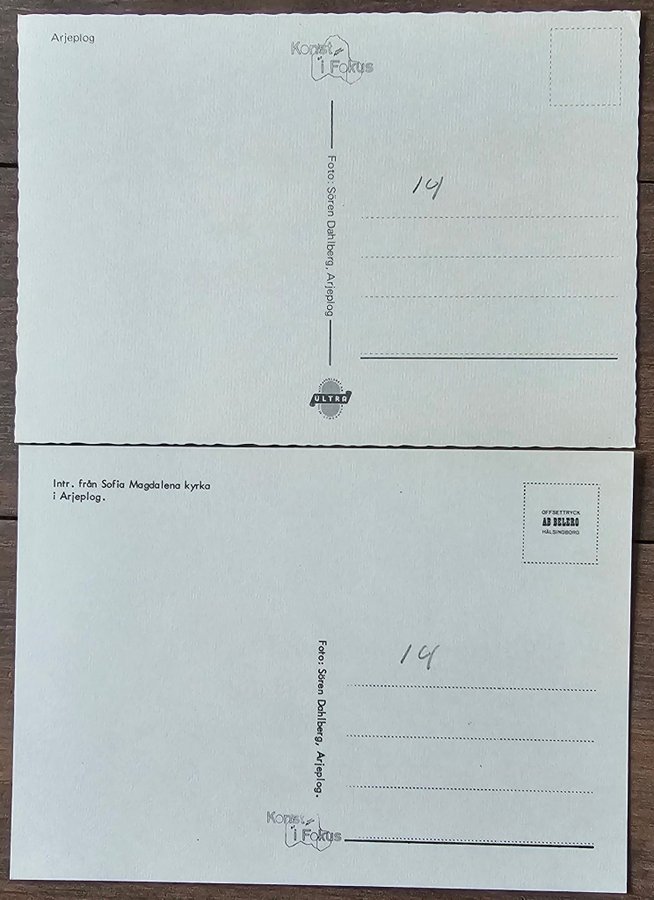 Arjeplog
Konst
i Fokus
Foto: Sören Dahlberg, Arjeplog
14
ULTRA
Intr. från Sofia Magdalena kyrka
i Arjeplog.
OFFSETTRYCK
AB BELERO
HÄLSINGBORG
Foto: Sören Dahlberg, Arjeplog.
14
Konst
i Fokus